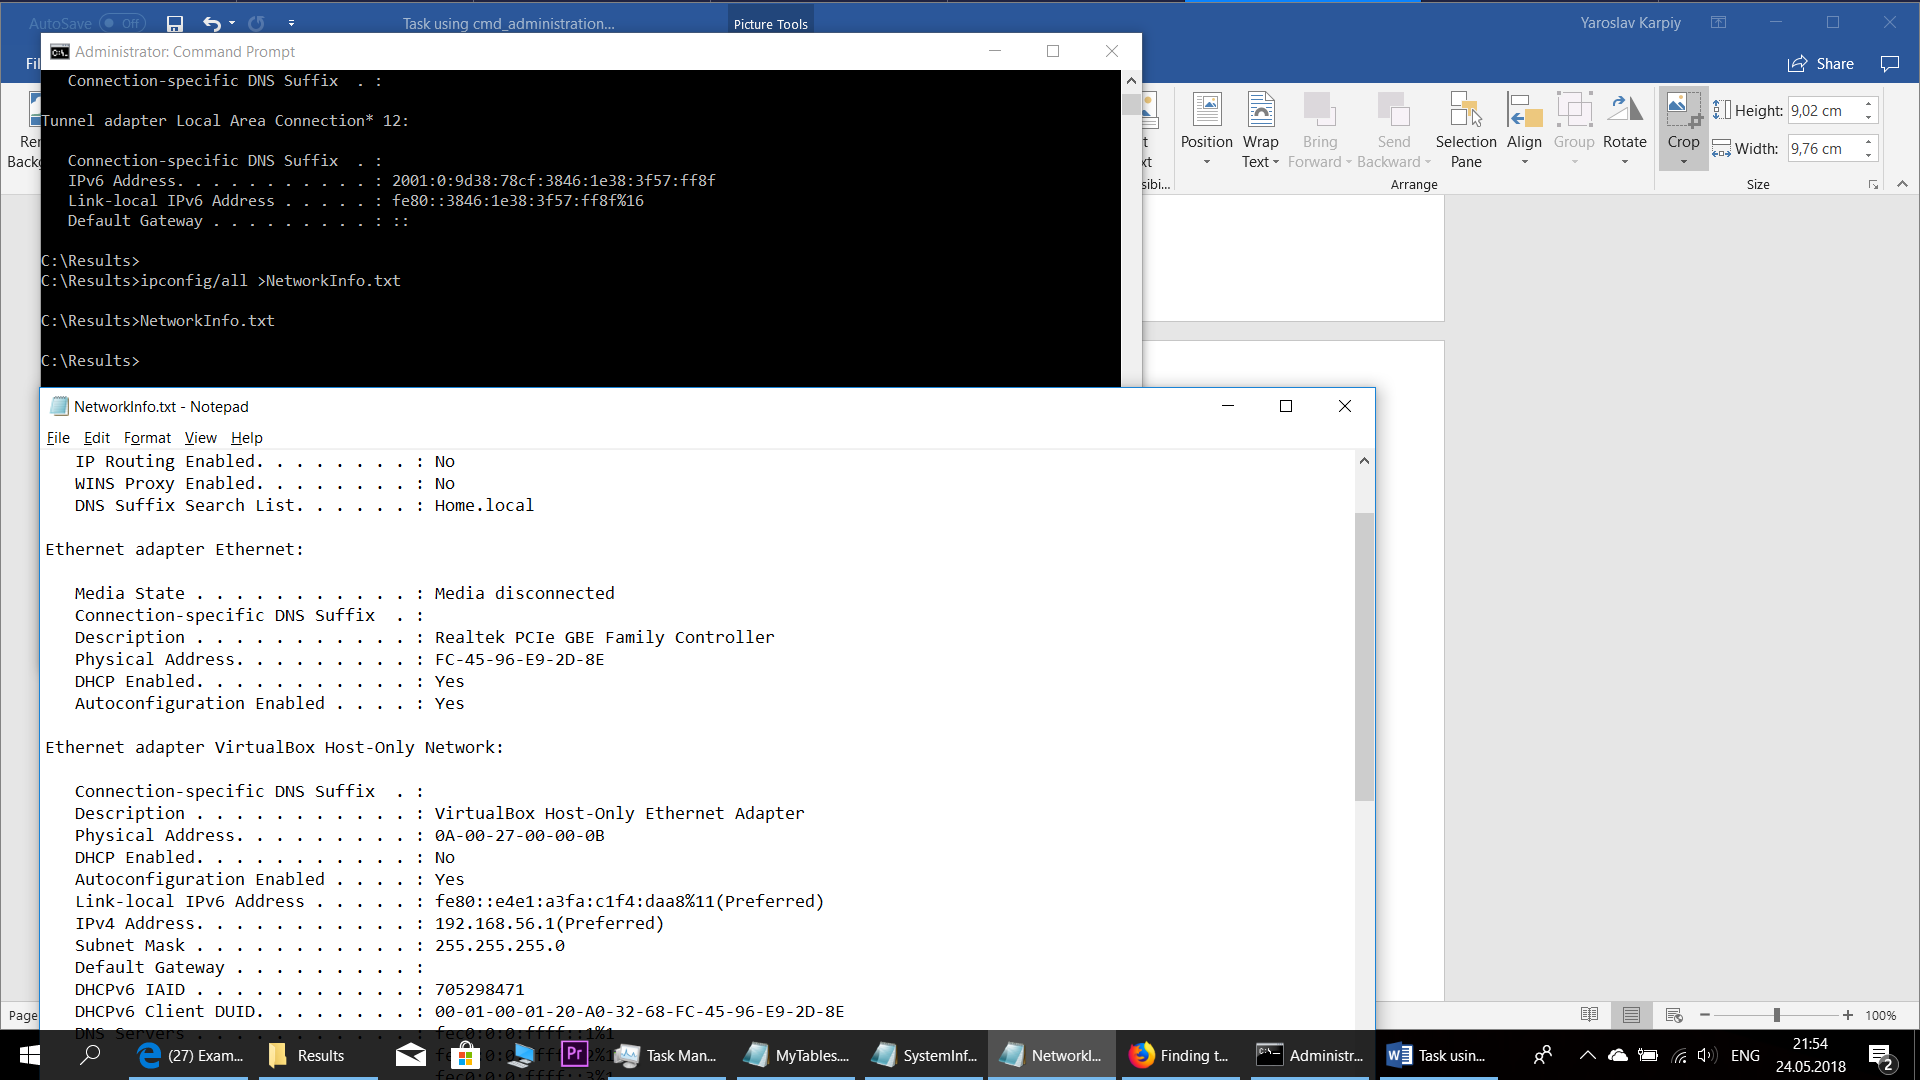 AutoSave Off
Task using cmd_administration...
Picture Tools
Yaroslav Karpiy
Administrator: Command Prompt
Share
Connection-specific DNS Suffix . :
Tunnel adapter Local Area Connection* 12:
Connection-specific DNS Suffix . :
IPv6 Address. . . . . . . . . . . : 2001:0:9d38:78cf:3846:1e38:3f57:ff8f
Link-local IPv6 Address . . . . . : fe80::3846:1e38:3f57:ff8f%16
Default Gateway . . . . . . . . . : ::
C:\Results>
C:\Results>ipconfig/all >NetworkInfo.txt
C:\Results>NetworkInfo.txt
C:\Results>
Position
Wrap Text
Bring Forward
Send Backward
Selection Pane
Align
Group
Rotate
Arrange
Crop
Height: 9,02 cm
Width: 9,76 cm
Size
NetworkInfo.txt - Notepad
File Edit Format View Help
IP Routing Enabled. . . . . . . . : No
WINS Proxy Enabled. . . . . . . . : No
DNS Suffix Search List. . . . . . : Home.local
Ethernet adapter Ethernet:
Media State . . . . . . . . . . . : Media disconnected
Connection-specific DNS Suffix . :
Description . . . . . . . . . . . : Realtek PCIe GBE Family Controller
Physical Address. . . . . . . . . : FC-45-96-E9-2D-8E
DHCP Enabled. . . . . . . . . . . : Yes
Autoconfiguration Enabled . . . . : Yes
Ethernet adapter VirtualBox Host-Only Network:
Connection-specific DNS Suffix . :
Description . . . . . . . . . . . : VirtualBox Host-Only Ethernet Adapter
Physical Address. . . . . . . . . : 0A-00-27-00-00-0B
DHCP Enabled. . . . . . . . . . . : No
Autoconfiguration Enabled . . . . : Yes
Link-local IPv6 Address . . . . . : fe80::e4e1:a3fa:c1f4:daa8%11(Preferred)
IPv4 Address. . . . . . . . . . . : 192.168.56.1(Preferred)
Subnet Mask . . . . . . . . . . . : 255.255.255.0
Default Gateway . . . . . . . . . :
DHCPv6 IAID . . . . . . . . . . . : 705298471
DHCPv6 Client DUID. . . . . . . . : 00-01-00-01-20-A0-32-68-FC-45-96-E9-2D-8E
DNS Servers . . . . . . . . . . . : fec0:0:0:ffff::1%1
Page
100%
(27) Exam...
Results
Pr
Task Man...
MyTables....
SystemInf...
NetworkI...
Finding t...
Administr...
Task usin...
ENG
21:54
24.05.2018
2